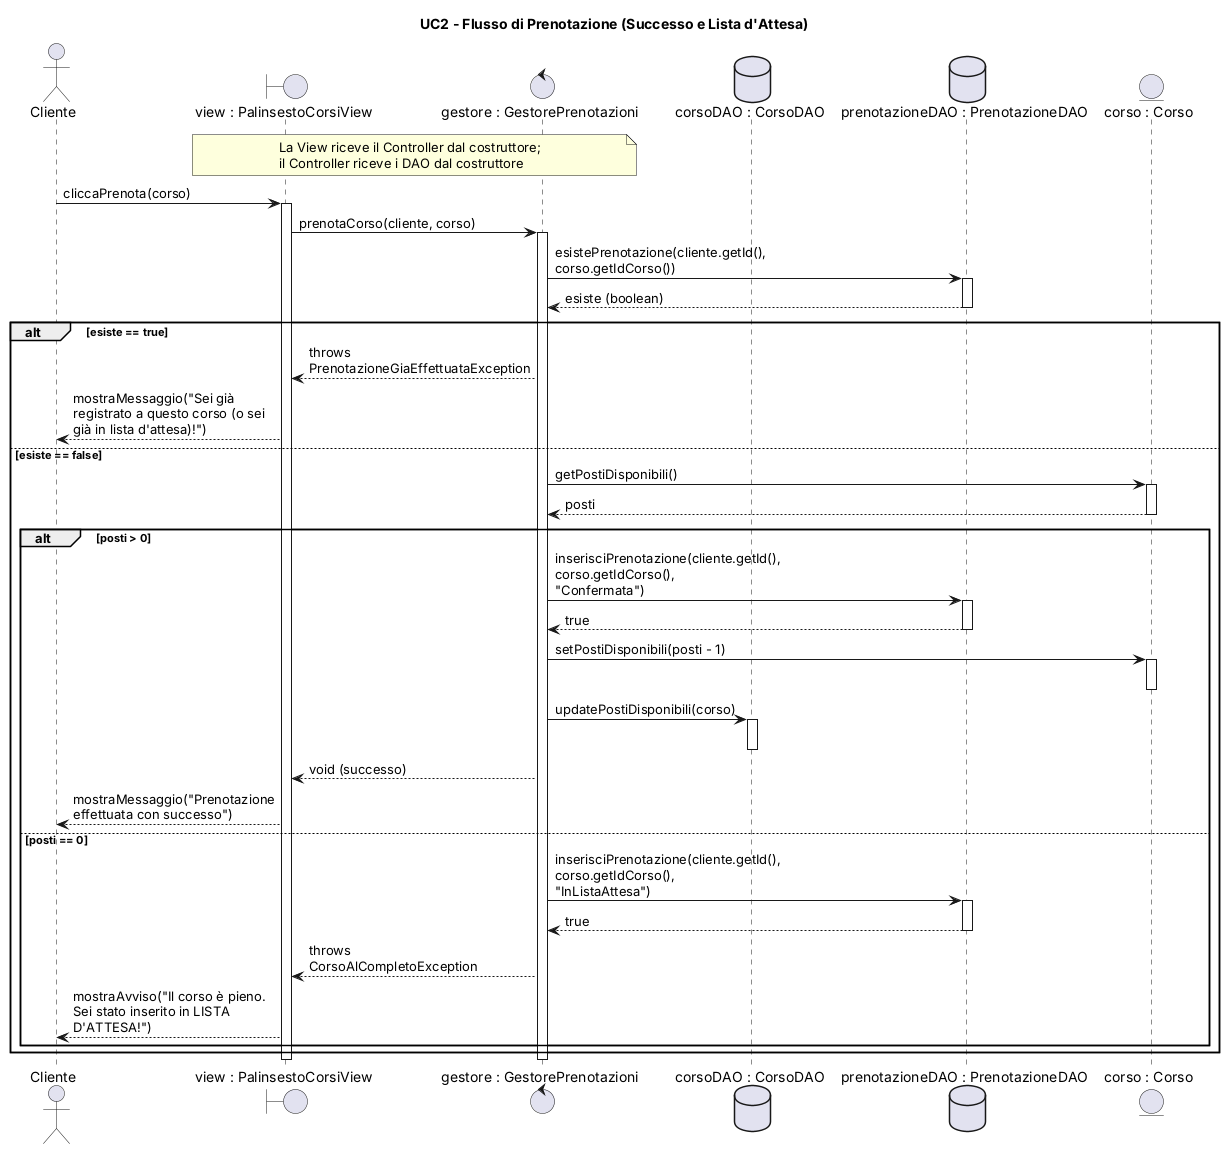 UC2 - Flusso di Prenotazione (Successo e Lista d'Attesa)
Cliente
view : PalinsestoCorsiView
gestore : GestorePrenotazioni
corsoDAO : CorsoDAO
prenotazioneDAO : PrenotazioneDAO
corso : Corso
La View riceve il Controller dal costruttore;
il Controller riceve i DAO dal costruttore
cliccaPrenota(corso)
prenotaCorso(cliente, corso)
esistePrenotazione(cliente.getId(),
corso.getIdCorso())
esiste (boolean)
alt
[esiste == true]
throws
PrenotazioneGiaEffettuataException
mostraMessaggio("Sei già
registrato a questo corso (o sei
già in lista d'attesa)!")
[esiste == false]
getPostiDisponibili()
posti
alt
[posti > 0]
inserisciPrenotazione(cliente.getId(),
corso.getIdCorso(),
"Confermata")
true
setPostiDisponibili(posti - 1)
updatePostiDisponibili(corso)
void (successo)
mostraMessaggio("Prenotazione
effettuata con successo")
[posti == 0]
inserisciPrenotazione(cliente.getId(),
corso.getIdCorso(),
"InListaAttesa")
true
throws
CorsoAlCompletoException
mostraAvviso("Il corso è pieno.
Sei stato inserito in LISTA
D'ATTESA!")
Cliente
view : PalinsestoCorsiView
gestore : GestorePrenotazioni
corsoDAO : CorsoDAO
prenotazioneDAO : PrenotazioneDAO
corso : Corso